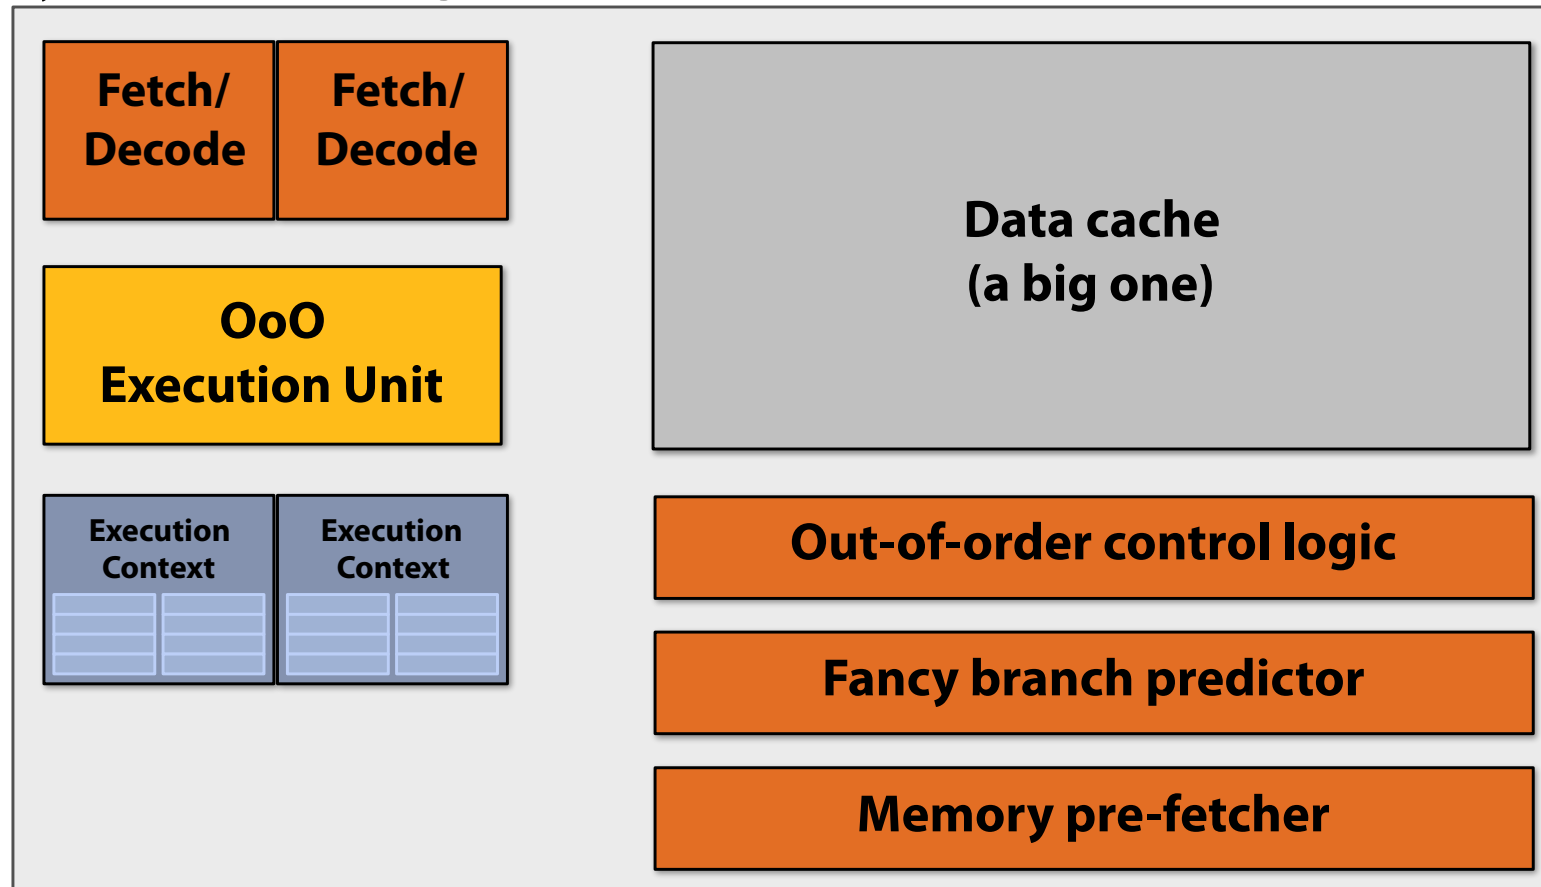 Fetch/
Decode
Fetch/
Decode
Data cache
(a big one)
OoO
Execution Unit
Execution
Context
Execution
Context
Out-of-order control logic
Fancy branch predictor
Memory pre-fetcher